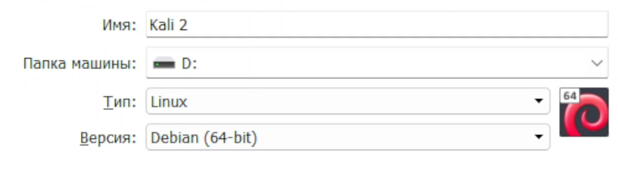 Имя: Kali 2
Папка машины: D:
Тип: Linux
64
Версия: Debian (64-bit)